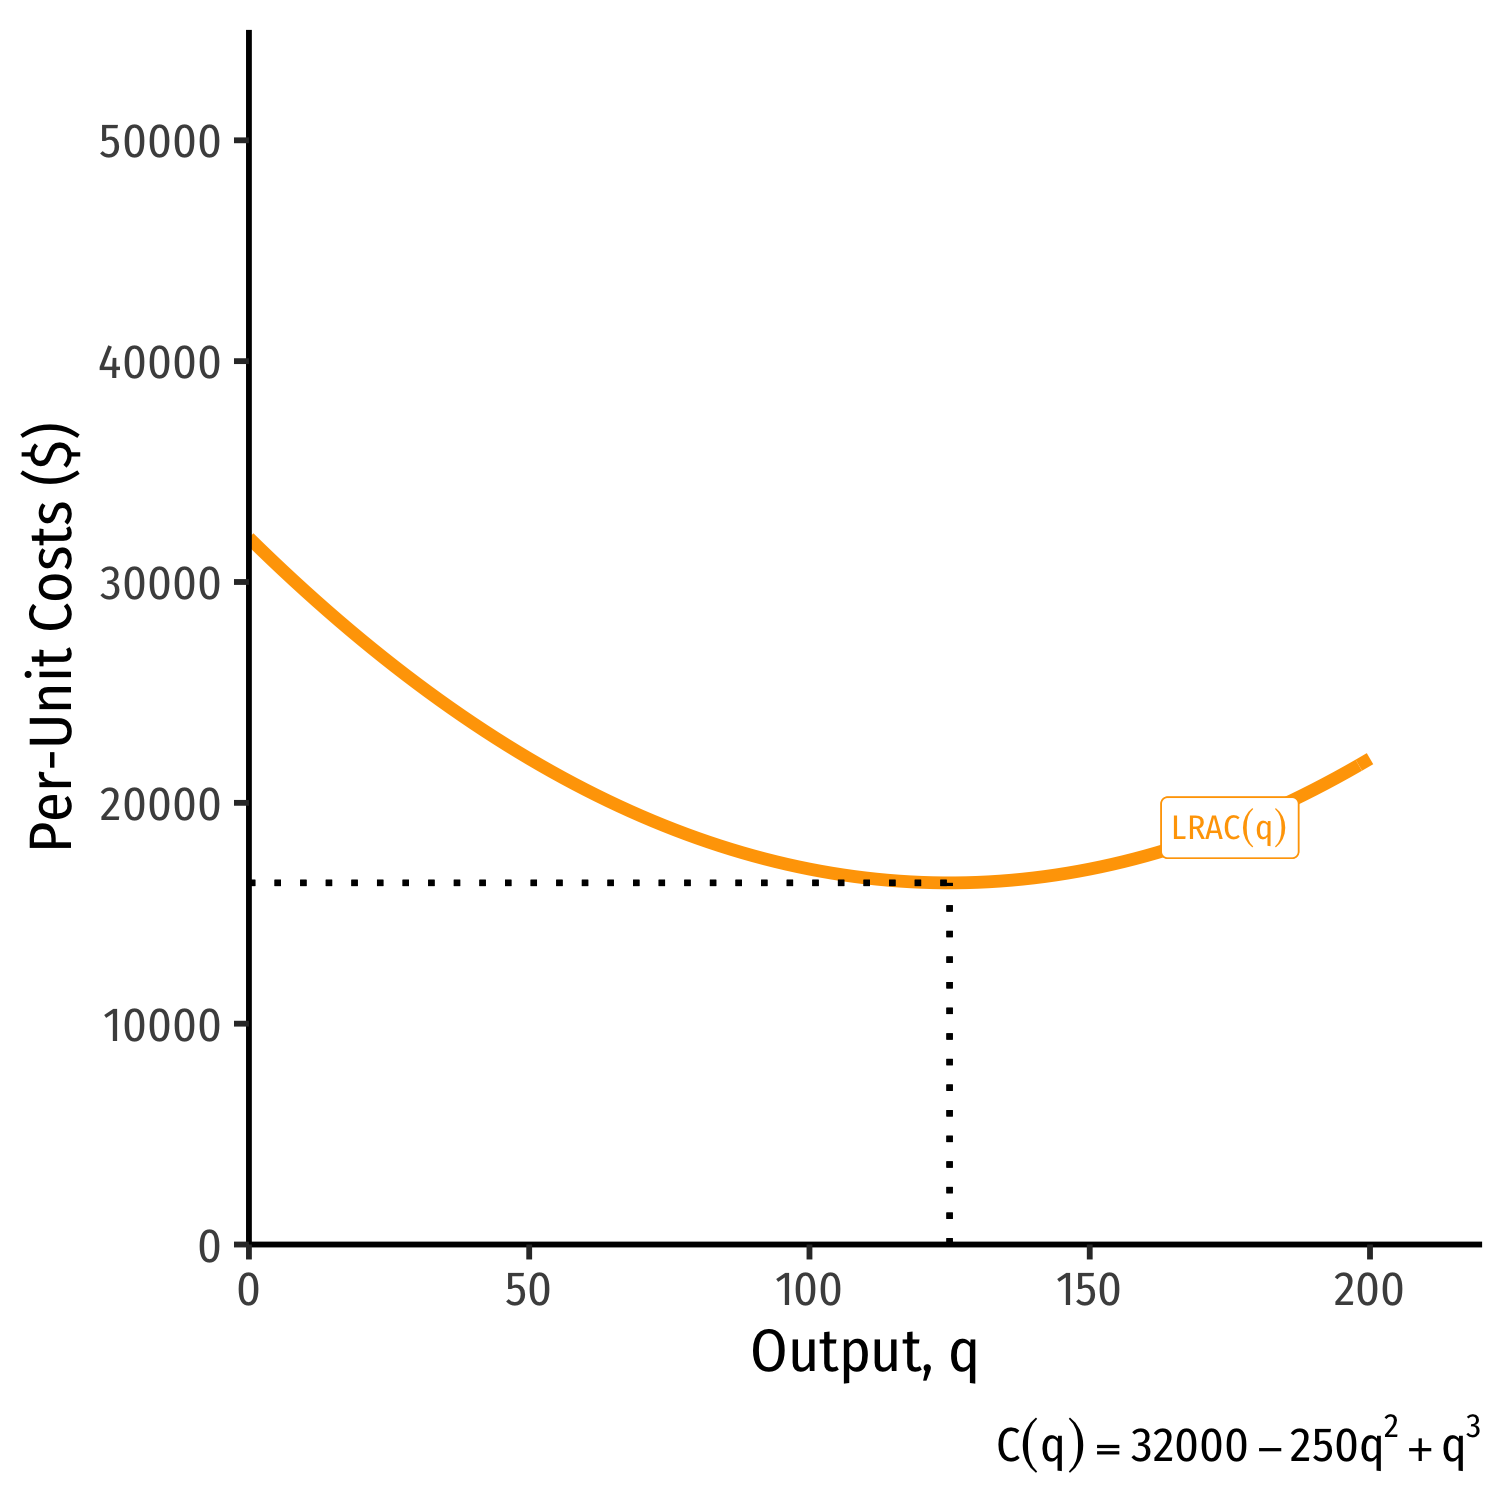 Per-Unit Costs ($)
50000
40000
30000
20000
10000
0
LRAC(q)
0 50 100 150 200
Output, q
C(q) = 32000 – 250q² + q³